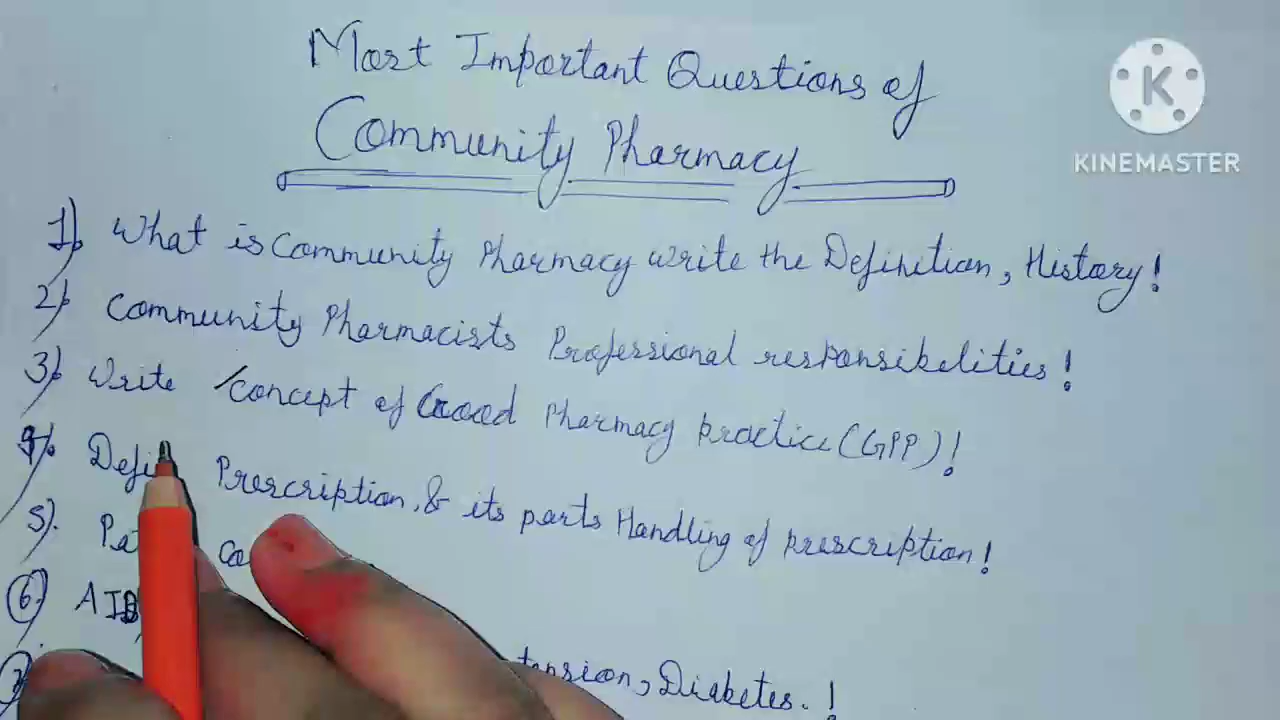 Most Important Questions of
Community Pharmacy
K
KINEMASTER
1). What is Community Pharmacy write the Definition, History!
2). Community Pharmacists Professional responsibelities!
3). Write concept of Good Pharmacy practice (GPP)!
4). Prescription, & its parts Handling of prescription!
5).
6.
tension, Diabetes.!